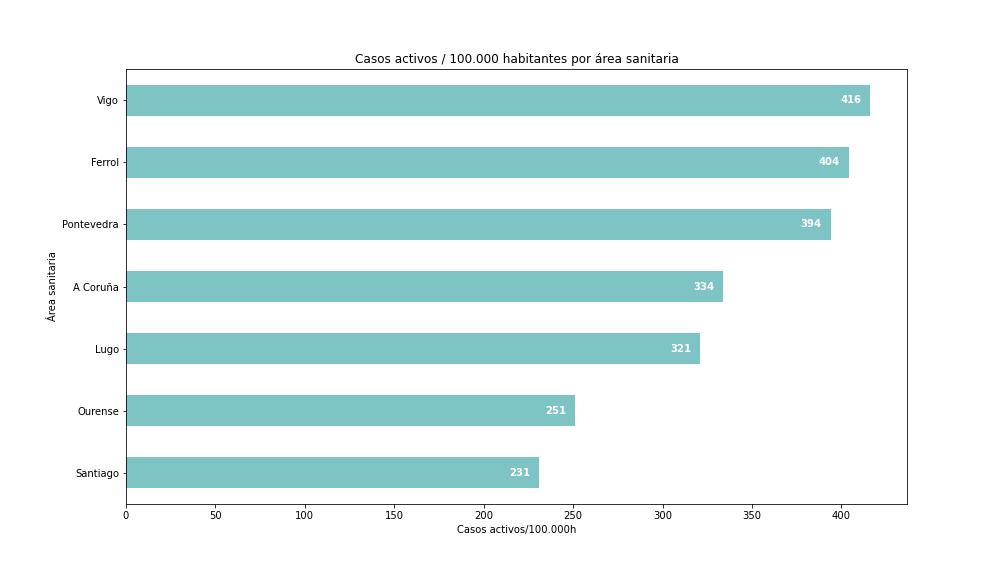 Casos activos / 100.000 habitantes por área sanitaria
Área sanitaria
Vigo 416
Ferrol 404
Pontevedra 394
A Coruña 334
Lugo 321
Ourense 251
Santiago 231
0 50 100 150 200 250 300 350 400
Casos activos/100.000h